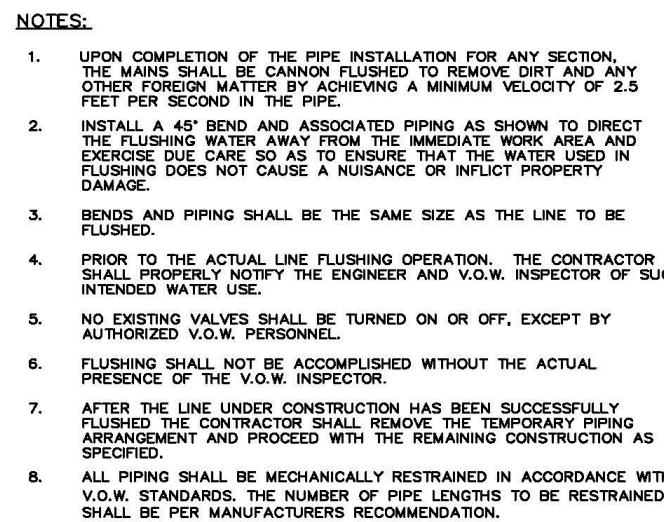 NOTES:
1. UPON COMPLETION OF THE PIPE INSTALLATION FOR ANY SECTION,
THE MAINS SHALL BE CANNON FLUSHED TO REMOVE DIRT AND ANY
OTHER FOREIGN MATTER BY ACHIEVING A MINIMUM VELOCITY OF 2.5
FEET PER SECOND IN THE PIPE.
2. INSTALL A 45° BEND AND ASSOCIATED PIPING AS SHOWN TO DIRECT
THE FLUSHING WATER AWAY FROM THE IMMEDIATE WORK AREA AND
EXERCISE DUE CARE SO AS TO ENSURE THAT THE WATER USED IN
FLUSHING DOES NOT CAUSE A NUISANCE OR INFLICT PROPERTY
DAMAGE.
3. BENDS AND PIPING SHALL BE THE SAME SIZE AS THE LINE TO BE
FLUSHED.
4. PRIOR TO THE ACTUAL LINE FLUSHING OPERATION. THE CONTRACTOR
SHALL PROPERLY NOTIFY THE ENGINEER AND V.O.W. INSPECTOR OF SUC
INTENDED WATER USE.
5. NO EXISTING VALVES SHALL BE TURNED ON OR OFF, EXCEPT BY
AUTHORIZED V.O.W. PERSONNEL.
6. FLUSHING SHALL NOT BE ACCOMPLISHED WITHOUT THE ACTUAL
PRESENCE OF THE V.O.W. INSPECTOR.
7. AFTER THE LINE UNDER CONSTRUCTION HAS BEEN SUCCESSFULLY
FLUSHED THE CONTRACTOR SHALL REMOVE THE TEMPORARY PIPING
ARRANGEMENT AND PROCEED WITH THE REMAINING CONSTRUCTION AS
SPECIFIED.
8. ALL PIPING SHALL BE MECHANICALLY RESTRAINED IN ACCORDANCE WITH
V.O.W. STANDARDS. THE NUMBER OF PIPE LENGTHS TO BE RESTRAINED
SHALL BE PER MANUFACTURERS RECOMMENDATION.